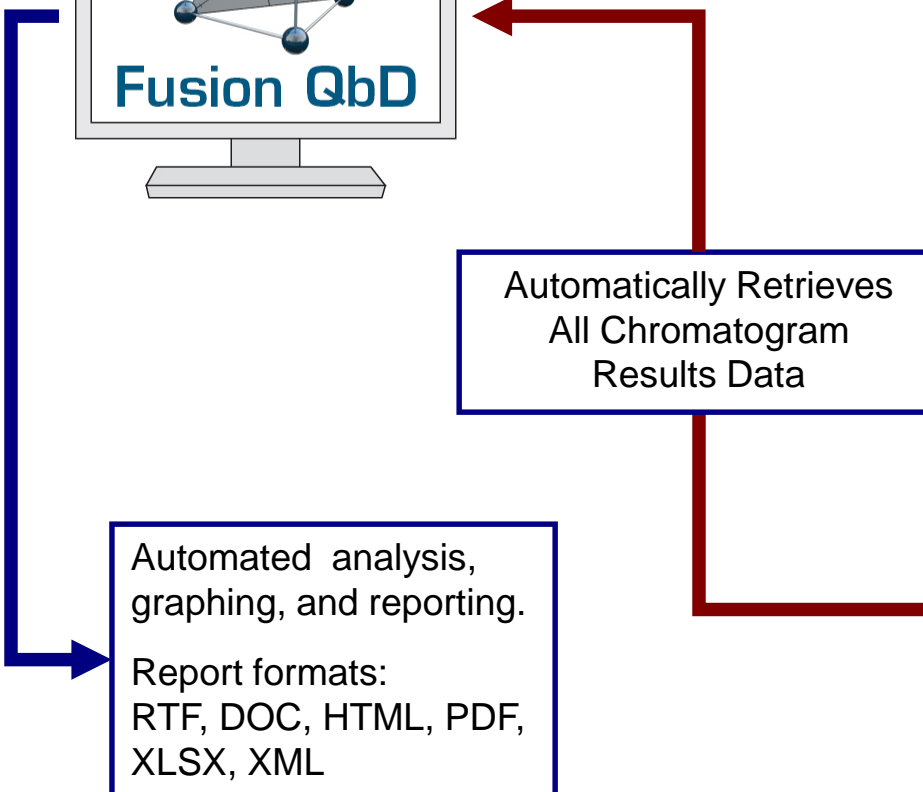 Fusion QbD
Automatically Retrieves
All Chromatogram
Results Data
Automated analysis,
graphing, and reporting.
Report formats:
RTF, DOC, HTML, PDF,
XLSX, XML